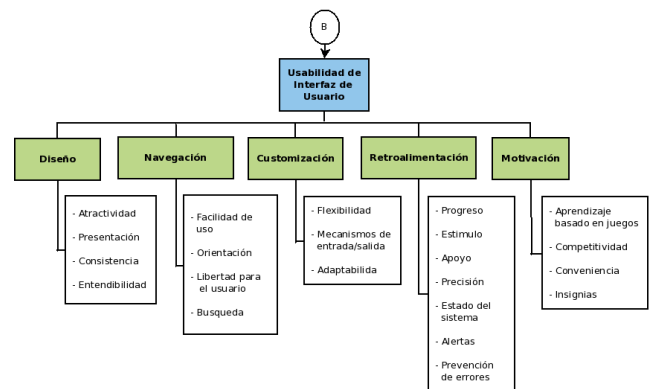 B
Usabilidad de
Interfaz de
Usuario
Diseño
Navegación
Customización
Retroalimentación
Motivación
- Atractividad
- Presentación
- Consistencia
- Entendibilidad
- Facilidad de
uso
- Orientación
- Libertad para
el usuario
- Busqueda
- Flexibilidad
- Mecanismos de
entrada/salida
- Adaptabilida
- Progreso
- Estimulo
- Apoyo
- Precisión
- Estado del
sistema
- Alertas
- Prevención
de errores
- Aprendizaje
basado en juegos
- Competitividad
- Conveniencia
- Insignias